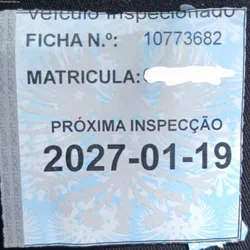 Veículo Inspecionado
FICHA N.º: 10773682
MATRICULA:
PRÓXIMA INSPECÇÃO
2027-01-19